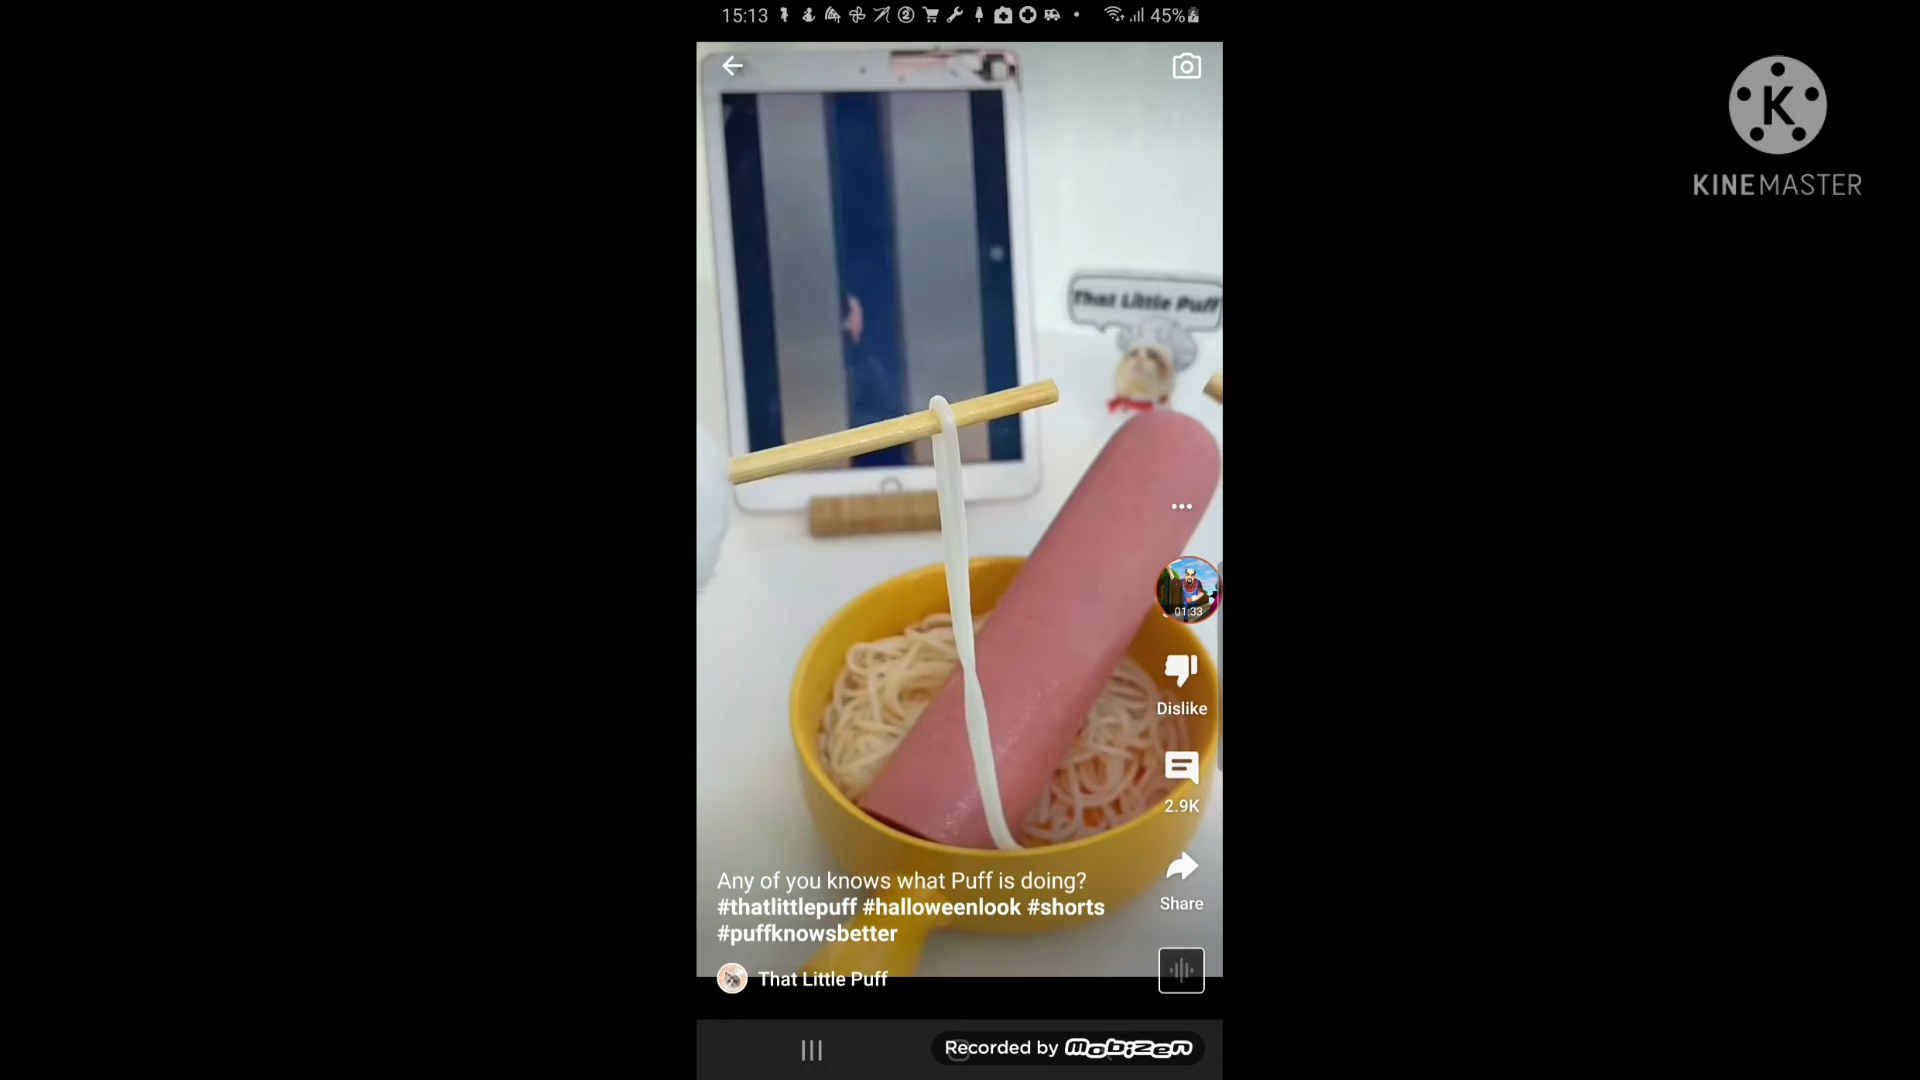 15:13
45%
K
KINEMASTER
That Little Puff
01:33
Dislike
2.9K
Any of you knows what Puff is doing?
#thatlittlepuff #halloweenlook #shorts
#puffknowsbetter
Share
That Little Puff
Recorded by Mobizen